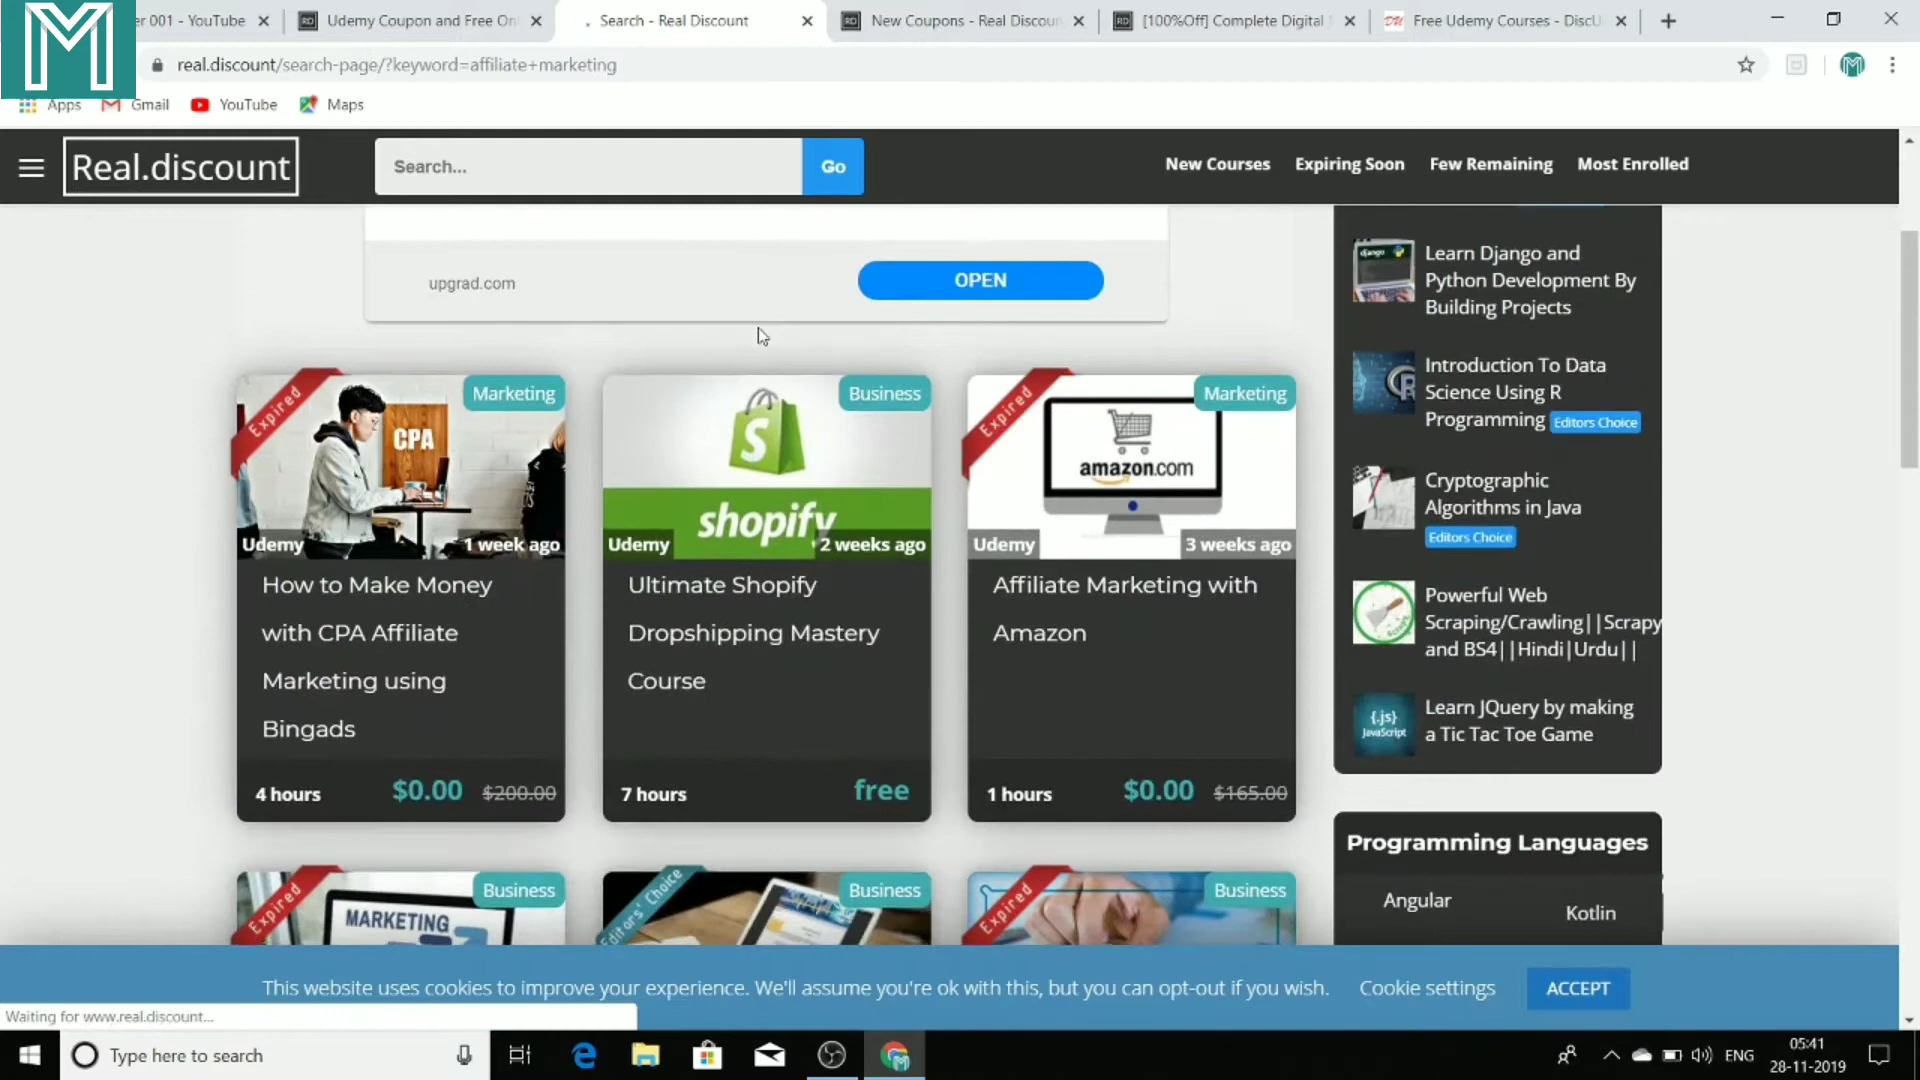 M
er 001 - YouTube
Udemy Coupon and Free On
Search - Real Discount
New Coupons - Real Discoun
[100%Off] Complete Digital
Free Udemy Courses - DiscU
real.discount/search-page/?keyword=affiliate+marketing
Apps
Gmail
YouTube
Maps
Real.discount
Search...
Go
New Courses
Expiring Soon
Few Remaining
Most Enrolled
upgrad.com
OPEN
Expired
CPA
Marketing
Udemy
1 week ago
How to Make Money
with CPA Affiliate
Marketing using
Bingads
4 hours
$0.00
$200.00
Business
shopify
Udemy
2 weeks ago
Ultimate Shopify
Dropshipping Mastery
Course
7 hours
free
Expired
Marketing
amazon.com
Udemy
3 weeks ago
Affiliate Marketing with
Amazon
1 hours
$0.00
$165.00
Expired
MARKETING
Business
Editors' Choice
Business
Expired
Business
django
Learn Django and
Python Development By
Building Projects
Introduction To Data
Science Using R
Programming Editors Choice
Cryptographic
Algorithms in Java
Editors Choice
Powerful Web
Scraping/Crawling||Scrapy
and BS4||Hindi|Urdu||
{.js}
JavaScript
Learn JQuery by making
a Tic Tac Toe Game
Programming Languages
Angular
Kotlin
This website uses cookies to improve your experience. We'll assume you're ok with this, but you can opt-out if you wish.
Cookie settings
ACCEPT
Waiting for www.real.discount...
Type here to search
ENG
05:41
28-11-2019